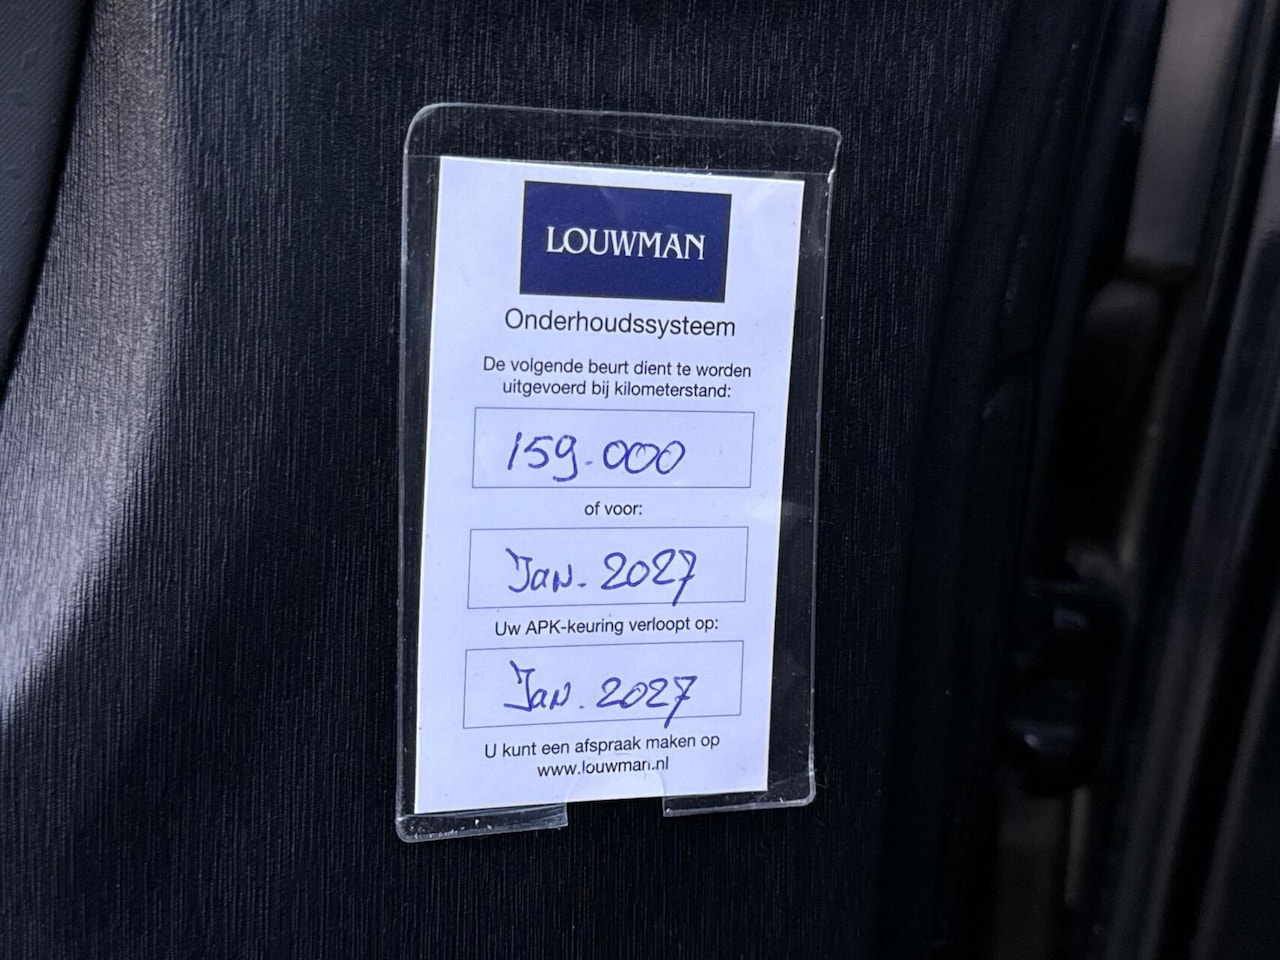 LOUWMAN
Onderhoudssysteem
De volgende beurt dient te worden
uitgevoerd bij kilometerstand:
159.000
of voor:
Jan. 2027
Uw APK-keuring verloopt op:
Jan. 2027
U kunt een afspraak maken op
www.louwman.nl